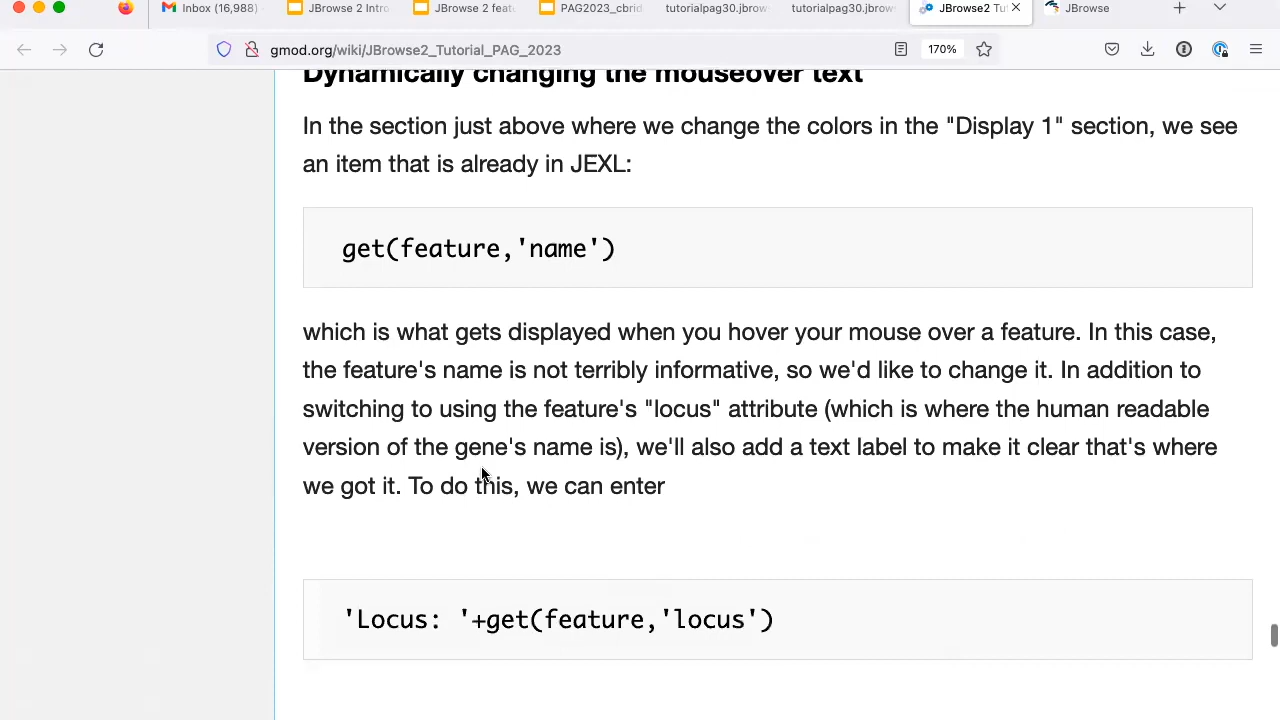 Inbox (16,988)
JBrowse 2 Intro
JBrowse 2 feat
PAG2023_cbrid
tutorialpag30.jbrow
tutorialpag30.jbrow
JBrowse2 Tu
JBrowse
gmod.org/wiki/JBrowse2_Tutorial_PAG_2023
170%
Dynamically changing the mouseover text
In the section just above where we change the colors in the "Display 1" section, we see
an item that is already in JEXL:
get(feature,'name')
which is what gets displayed when you hover your mouse over a feature. In this case,
the feature's name is not terribly informative, so we'd like to change it. In addition to
switching to using the feature's "locus" attribute (which is where the human readable
version of the gene's name is), we'll also add a text label to make it clear that's where
we got it. To do this, we can enter
'Locus: '+get(feature,'locus')